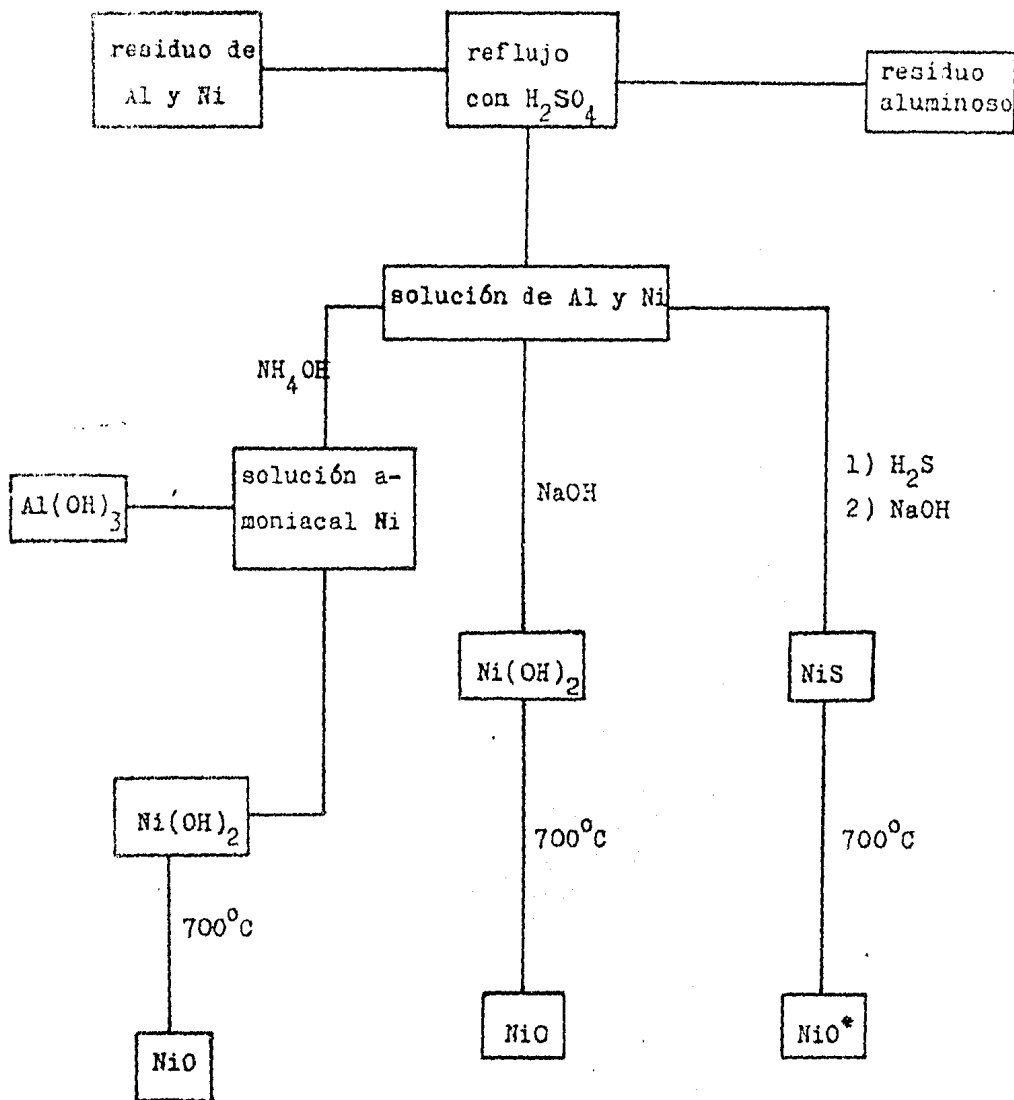 residuo de
Al y Ni
reflujo
con H₂SO₄
residuo
aluminoso
solución de Al y Ni
NH₄OH
solución a-
moniacal Ni
Al(OH)₃
NaOH
1) H₂S
2) NaOH
Ni(OH)₂
NiS
Ni(OH)₂
700°C
700°C
700°C
NiO
NiO
NiO*